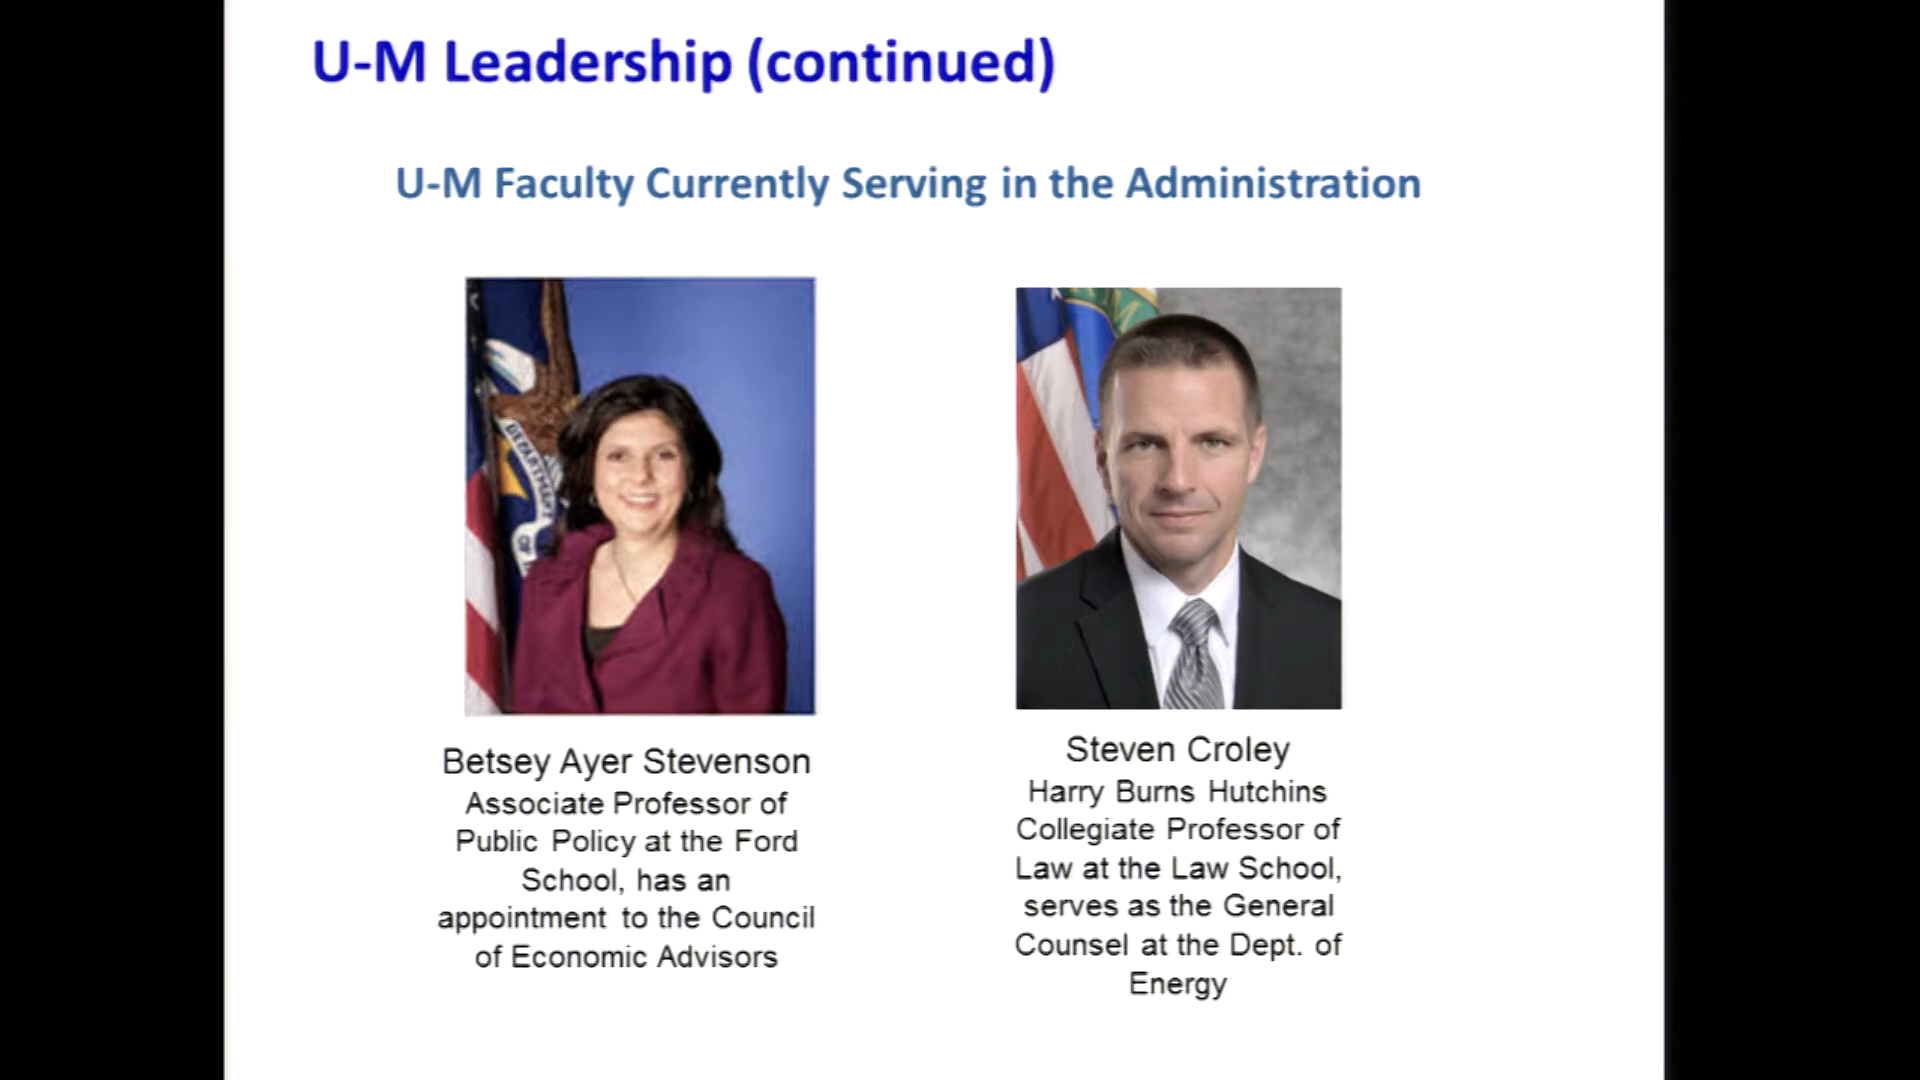 U-M Leadership (continued)
U-M Faculty Currently Serving in the Administration
DEPARTMENT
OF
Betsey Ayer Stevenson
Associate Professor of
Public Policy at the Ford
School, has an
appointment to the Council
of Economic Advisors
Steven Croley
Harry Burns Hutchins
Collegiate Professor of
Law at the Law School,
serves as the General
Counsel at the Dept. of
Energy